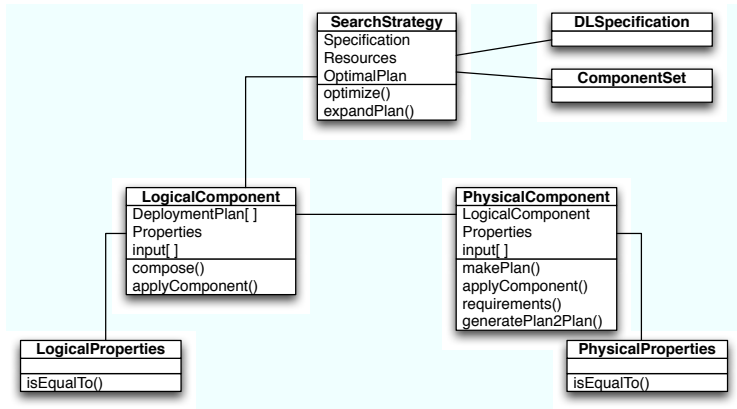 SearchStrategy
Specification
Resources
OptimalPlan
optimize()
expandPlan()
DLSpecification
ComponentSet
LogicalComponent
DeploymentPlan[ ]
Properties
input[ ]
compose()
applyComponent()
PhysicalComponent
LogicalComponent
Properties
input[ ]
makePlan()
applyComponent()
requirements()
generatePlan2Plan()
LogicalProperties
isEqualTo()
PhysicalProperties
isEqualTo()